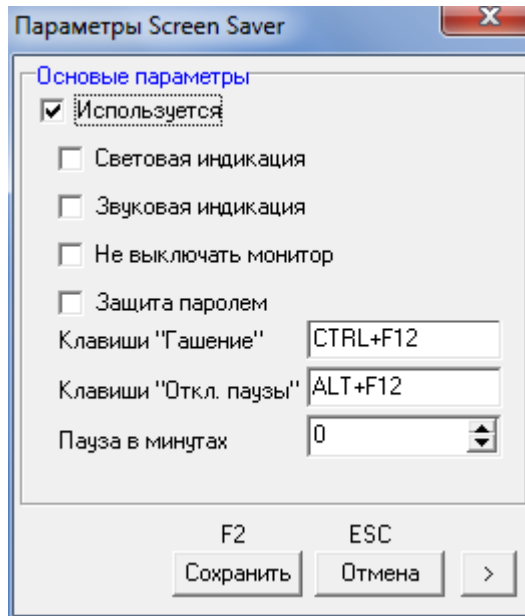 Параметры Screen Saver
x
Основые параметры
Используется
Световая индикация
Звуковая индикация
Не выключать монитор
Защита паролем
Клавиши "Гашение" CTRL+F12
Клавиши "Откл. паузы" ALT+F12
Пауза в минутах 0
F2 ESC
Сохранить Отмена >